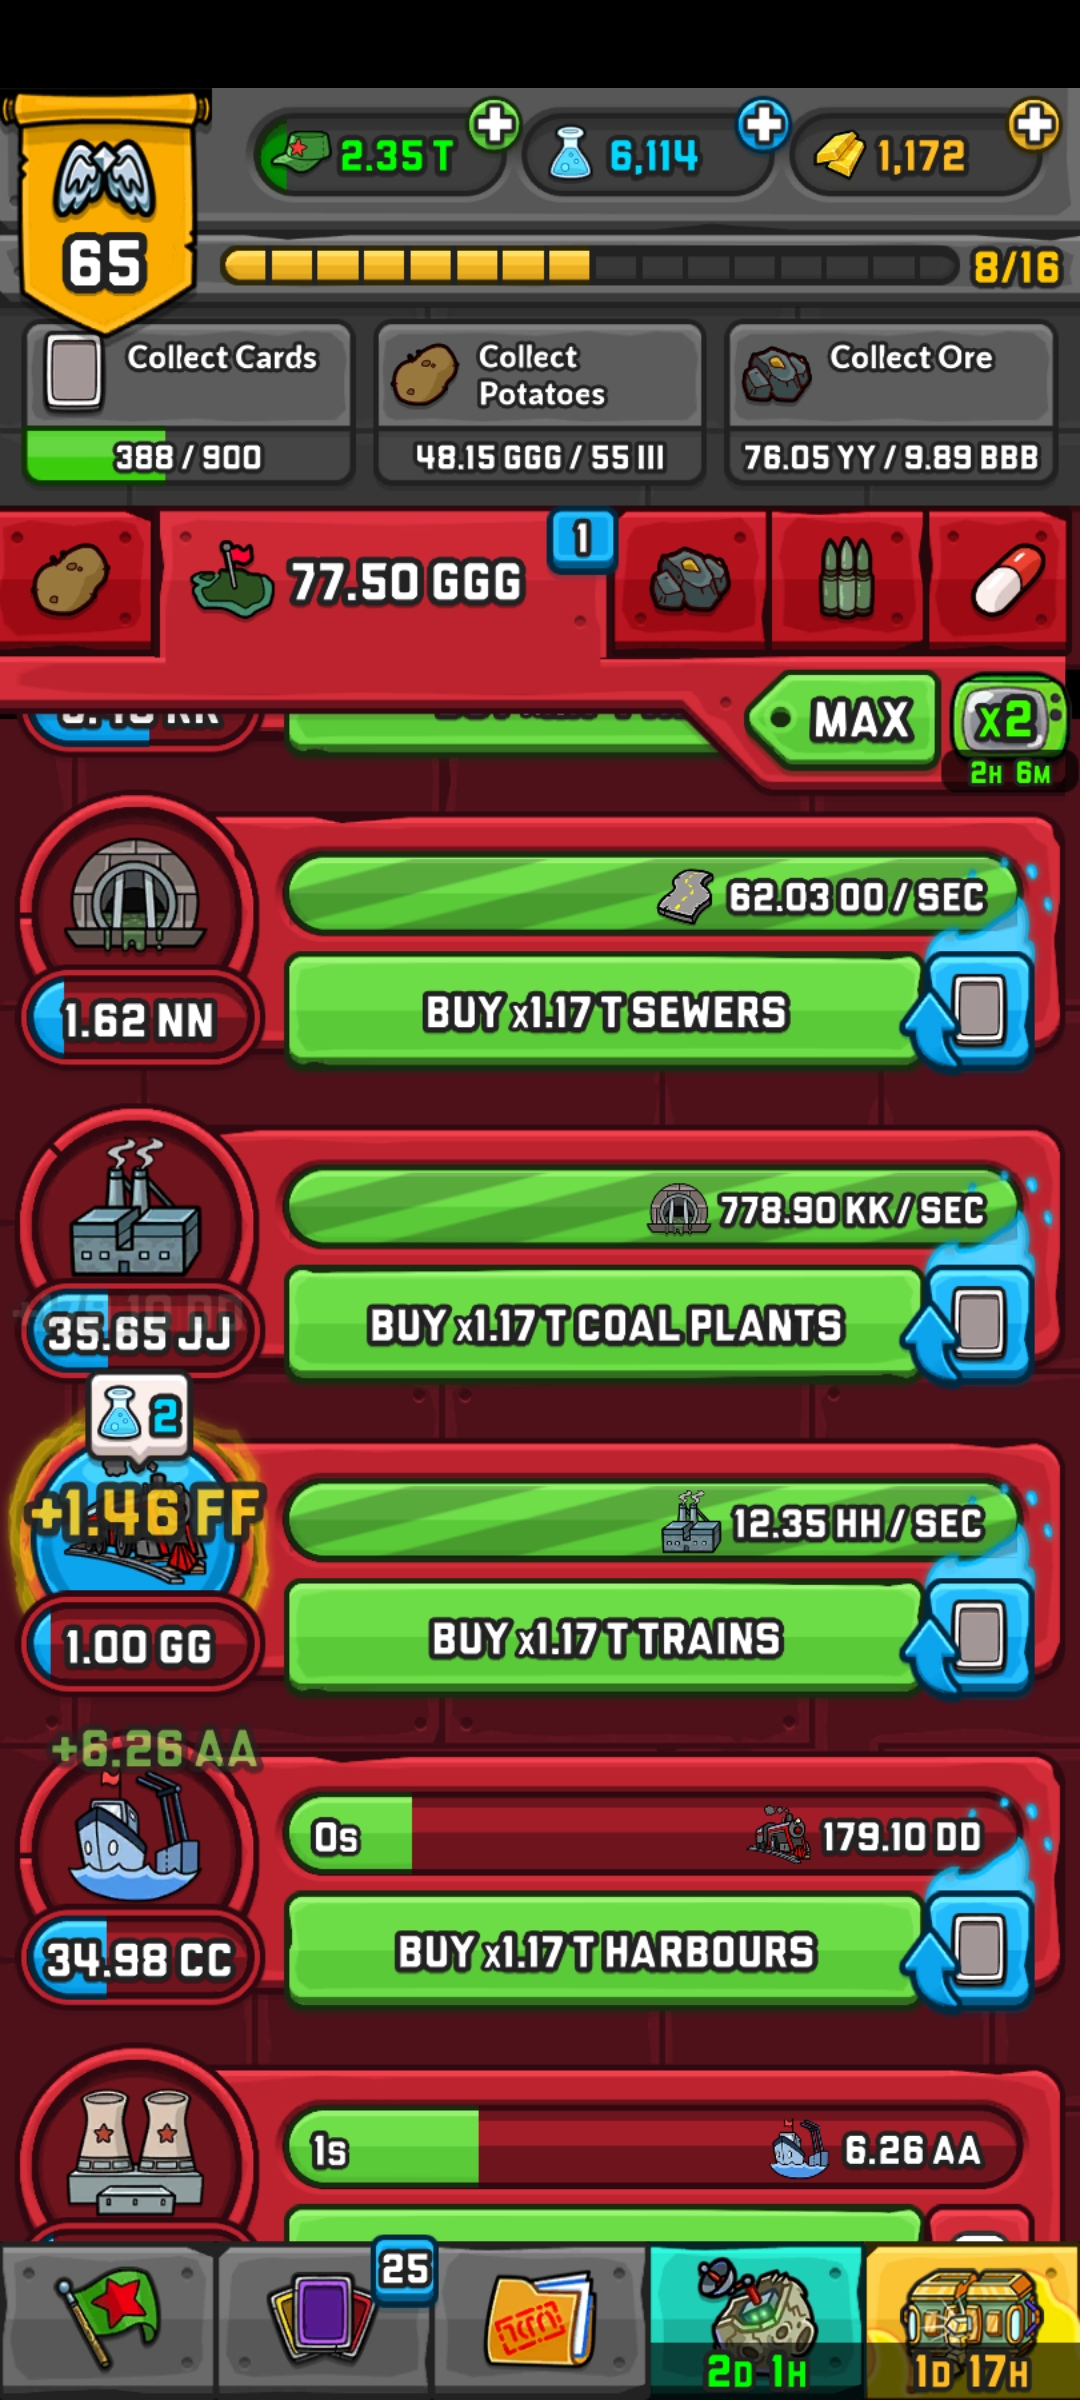 2.35 T
6,114
1,172
65
8/16
Collect Cards
Collect
Potatoes
Collect Ore
388 / 900
48.15 GGG / 55 III
76.05 YY / 9.89 BBB
77.50 GGG
1
MAX
x2
2H 6M
62.03 OO / SEC
BUY x1.17 T SEWERS
1.62 NN
778.90 KK / SEC
BUY x1.17 T COAL PLANTS
35.65 JJ
2
+1.46 FF
12.35 HH / SEC
BUY x1.17 T TRAINS
1.00 GG
+6.26 AA
0s
179.10 DD
BUY x1.17 T HARBOURS
34.98 CC
1s
6.26 AA
25
2D 1H
1D 17H